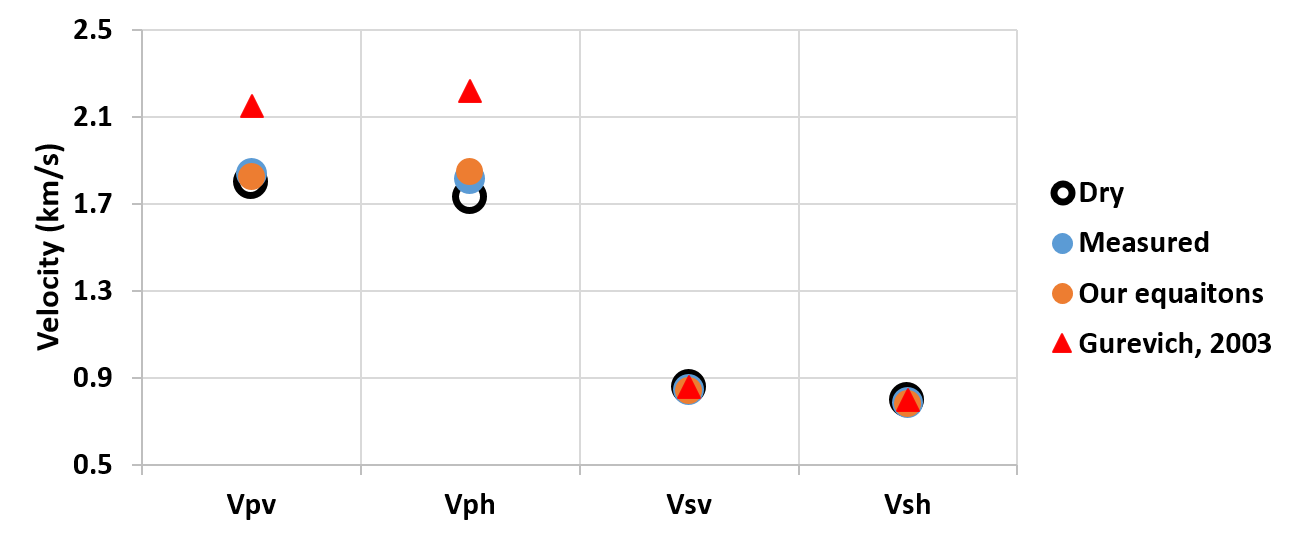 2.5
2.1
1.7
1.3
0.9
0.5
Velocity (km/s)
Vpv
Vph
Vsv
Vsh
Dry
Measured
Our equaitons
Gurevich, 2003